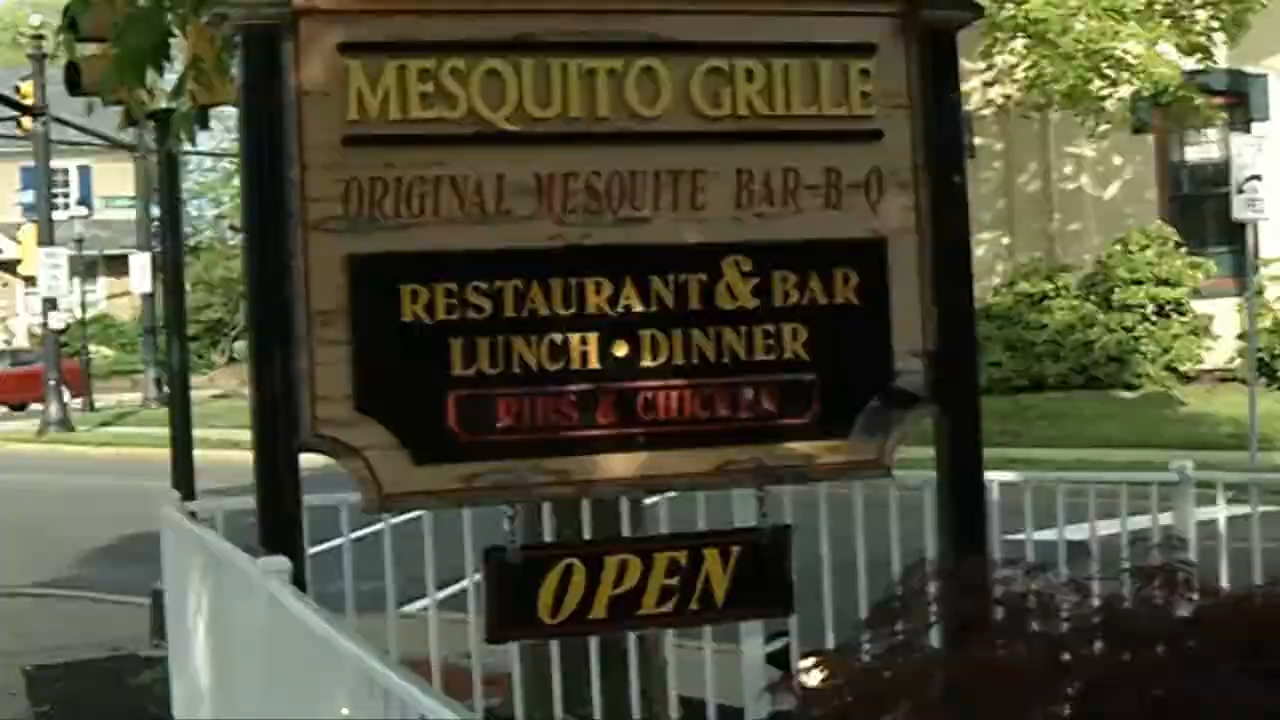 MESQUITO GRILLE
ORIGINAL MESQUITE BAR-B-Q
RESTAURANT & BAR
LUNCH • DINNER
RIBS & CHICKEN
OPEN